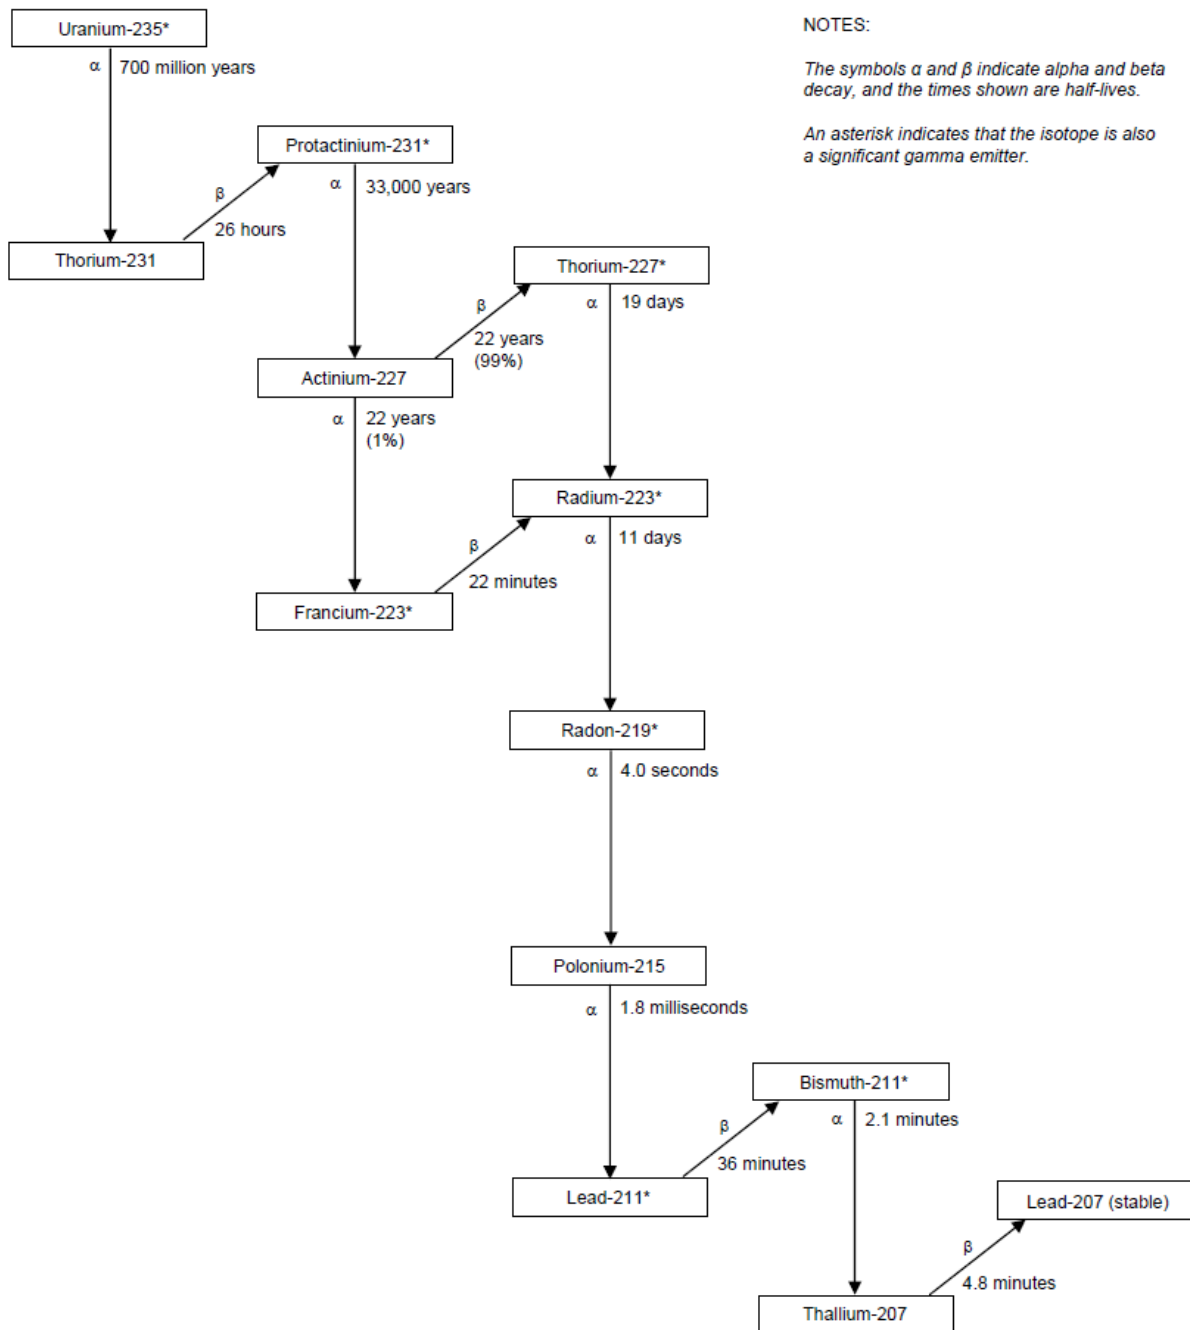 Uranium-235*
α 700 million years
NOTES:
The symbols α and β indicate alpha and beta
decay, and the times shown are half-lives.
An asterisk indicates that the isotope is also
a significant gamma emitter.
Protactinium-231*
α 33,000 years
β
26 hours
Thorium-231
Thorium-227*
α 19 days
β
22 years
(99%)
Actinium-227
α 22 years
(1%)
Radium-223*
α 11 days
β
22 minutes
Francium-223*
Radon-219*
α 4.0 seconds
Polonium-215
α 1.8 milliseconds
Bismuth-211*
α 2.1 minutes
β
36 minutes
Lead-211*
Lead-207 (stable)
β
4.8 minutes
Thallium-207